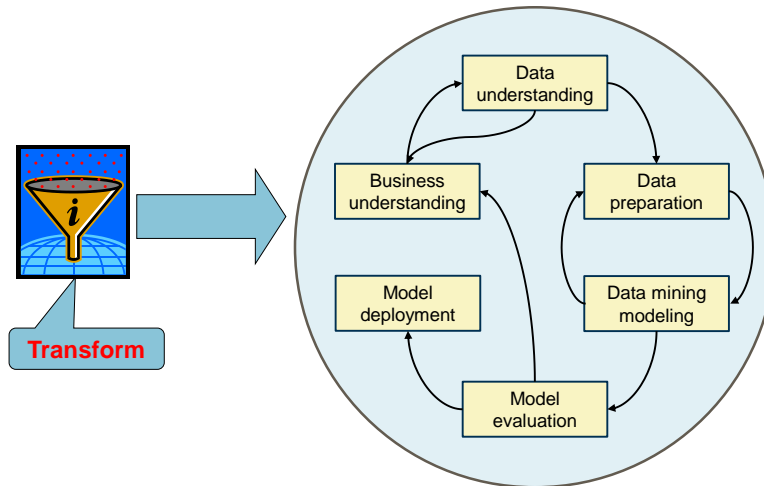 Data
understanding
Business
understanding
Data
preparation
i
Model
deployment
Data mining
modeling
Transform
Model
evaluation